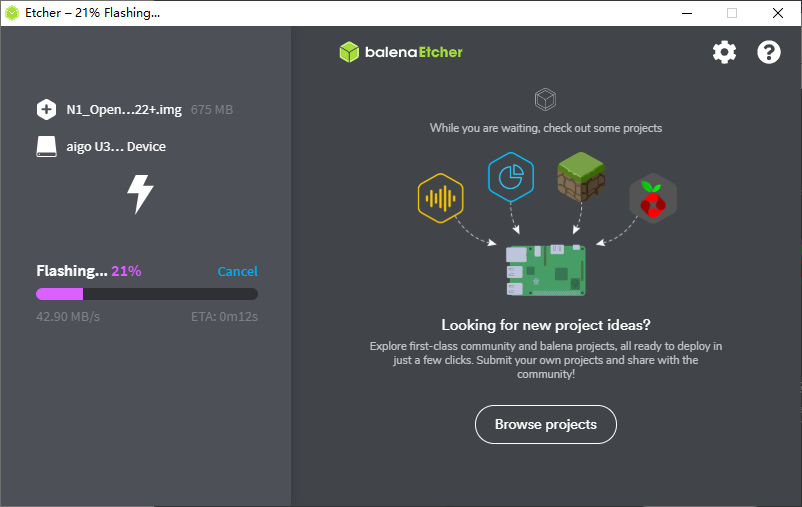 Etcher – 21% Flashing...
balenaEtcher
N1_Open...22+.img 675 MB
aigo U3... Device
While you are waiting, check out some projects
Flashing... 21% Cancel
42.90 MB/s ETA: 0m12s
Looking for new project ideas?
Explore first-class community and balena projects, all ready to deploy in
just a few clicks. Submit your own projects and share with the
community!
Browse projects